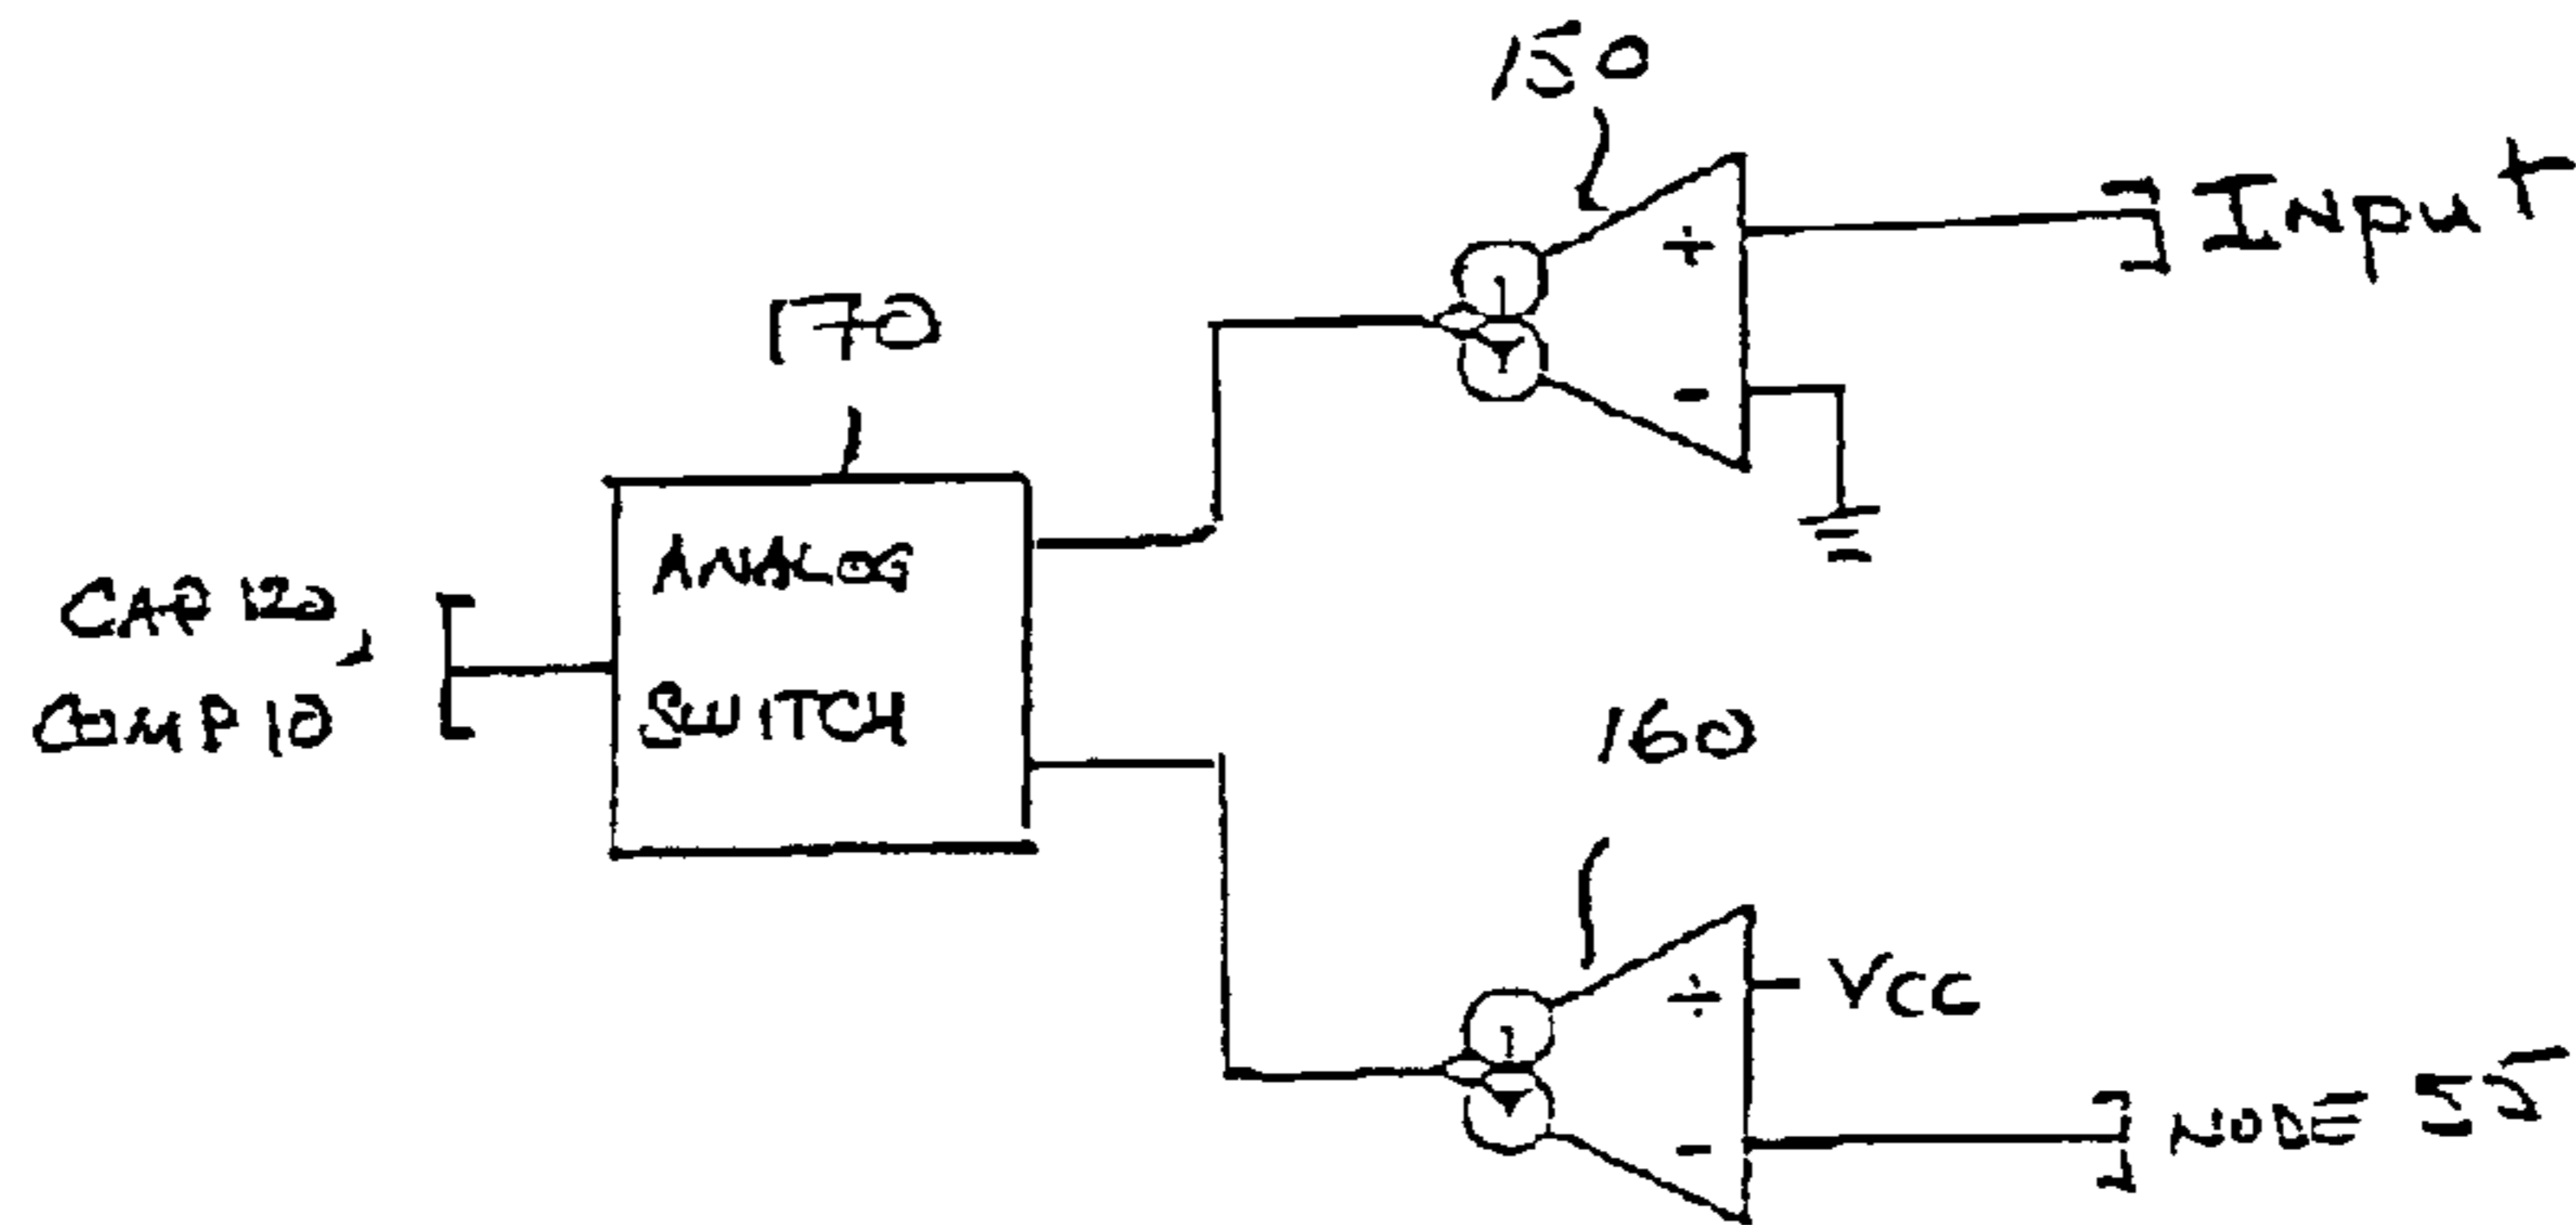 150
Input
+
-
170
ANALOG
SWITCH
CAP 120,
COMP 10
160
+
VCC
-
NODE 55